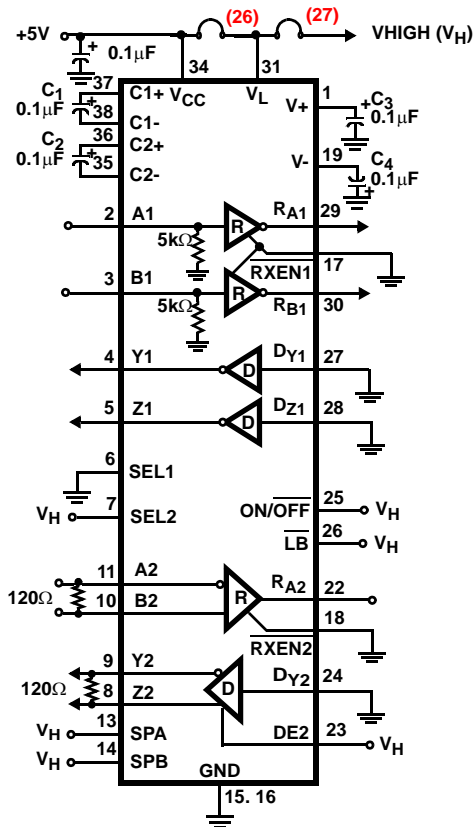 (26) (27)
+5V VHIGH (VH)
+ 0.1µF 34 31
C1 0.1µF + 37 C1+ VCC VL V+ 1 + C3 0.1µF
38 C1-
C2 0.1µF + 36 C2+ V- 19 C4 0.1µF +
35 C2-
2 A1 R RA1 29
5kΩ RXEN1 17
3 B1 R RB1 30
5kΩ
4 Y1 D DY1 27
5 Z1 D DZ1 28
6 SEL1
VH 7 SEL2 ON/OFF 25 VH
LB 26 VH
11 A2 R RA2 22
120Ω 10 B2 18
RXEN2
9 Y2 D DY2 24
120Ω 8 Z2
VH 13 SPA DE2 23 VH
VH 14 SPB
GND
15. 16